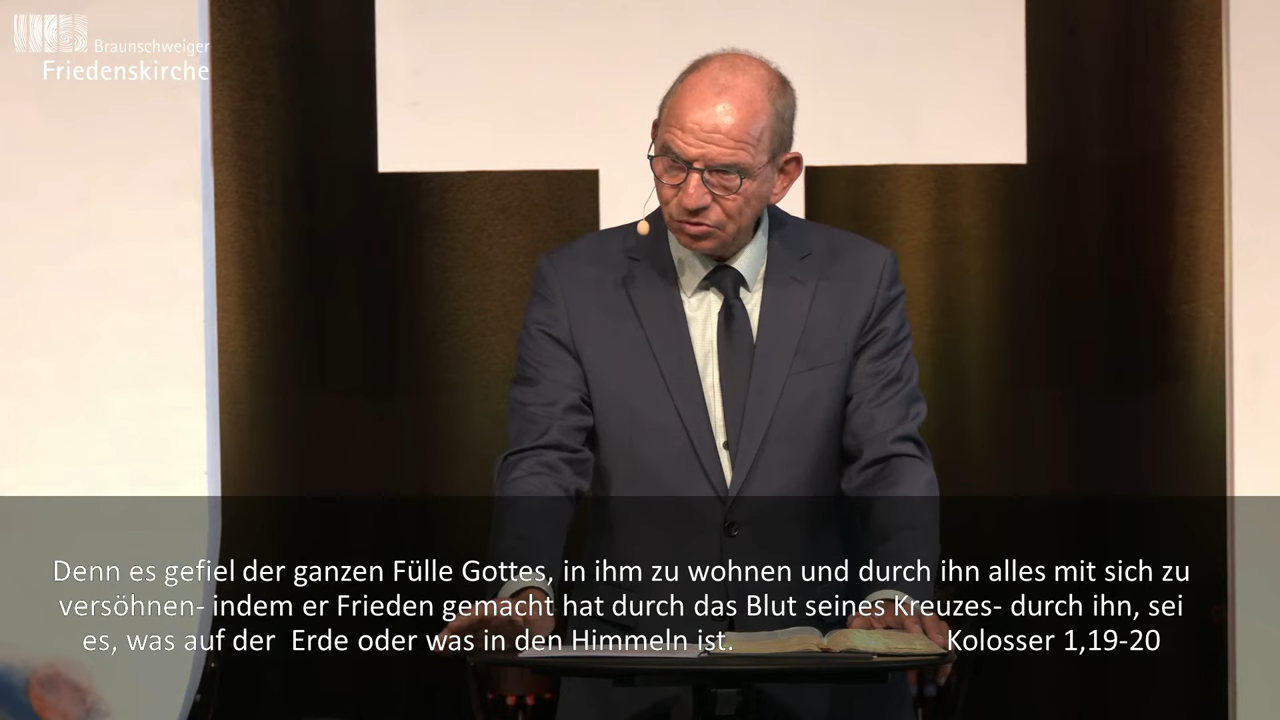 Braunschweiger
Friedenskirche
Denn es gefiel der ganzen Fülle Gottes, in ihm zu wohnen und durch ihn alles mit sich zu
versöhnen- indem er Frieden gemacht hat durch das Blut seines Kreuzes- durch ihn, sei
es, was auf der  Erde oder was in den Himmeln ist. Kolosser 1,19-20